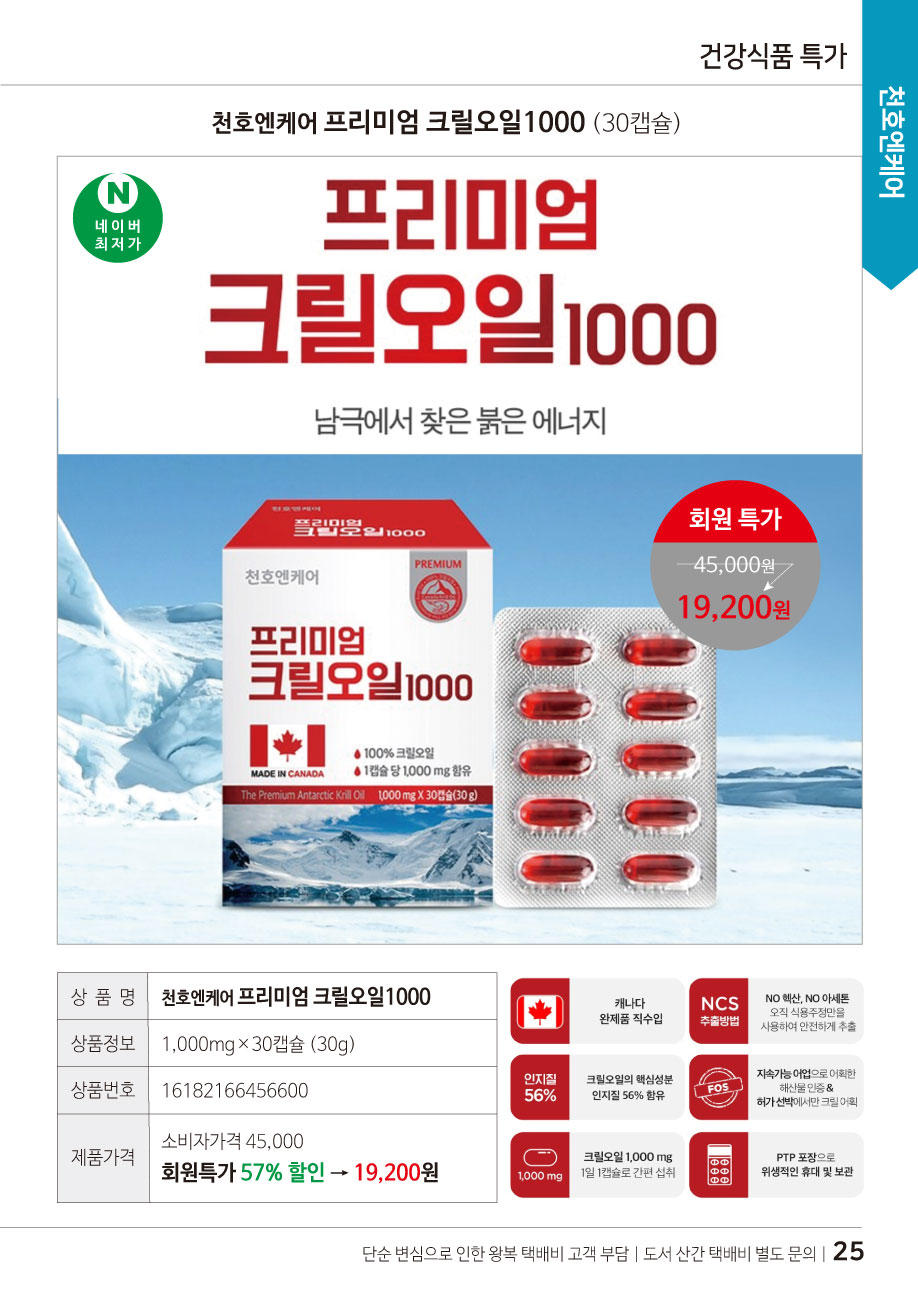 건강식품 특가
천호엔케어
천호엔케어 프리미엄 크릴오일1000 (30캡슐)
N
네이버
최저가
프리미엄
크릴오일1000
남극에서 찾은 붉은 에너지
회원 특가
45,000원
19,200원
천호엔케어
프리미엄
크릴오일1000
천호엔케어
PREMIUM
프리미엄
크릴오일1000
MADE IN CANADA
100% 크릴오일
1캡슐 당 1,000 mg 함유
The Premium Antarctic Krill Oil 1,000 mg X 30캡슐(30 g)
상 품 명 천호엔케어 프리미엄 크릴오일1000
상품정보 1,000mg×30캡슐 (30g)
상품번호 16182166456600
제품가격 소비자가격 45,000
회원특가 57% 할인 → 19,200원
캐나다
완제품 직수입
NCS
추출방법
NO 헥산, NO 아세톤
오직 식용주정만을
사용하여 안전하게 추출
인지질
56%
크릴오일의 핵심성분
인지질 56% 함유
FOS
지속가능 어업으로 어획한
해산물 인증 &
허가 선박에서만 크릴 어획
1,000 mg
크릴오일 1,000 mg
1일 1캡슐로 간편 섭취
PTP 포장으로
위생적인 휴대 및 보관
단순 변심으로 인한 왕복 택배비 고객 부담 | 도서 산간 택배비 별도 문의 | 25